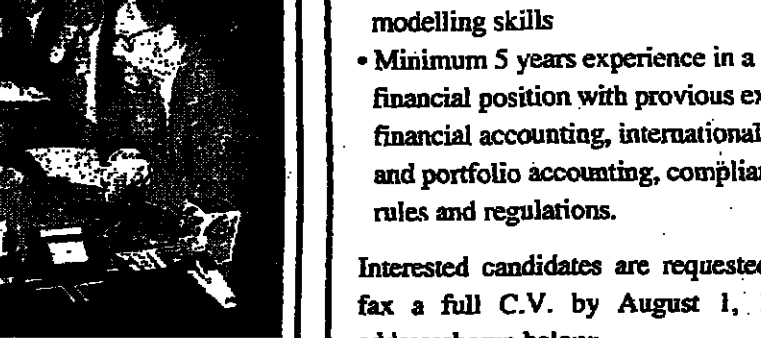 modelling skills
• Minimum 5 years experience in a
financial position with provious ex
financial accounting, international
and portfolio accounting, complian
rules and regulations.
Interested candidates are requested
fax a full C.V. by August 1,